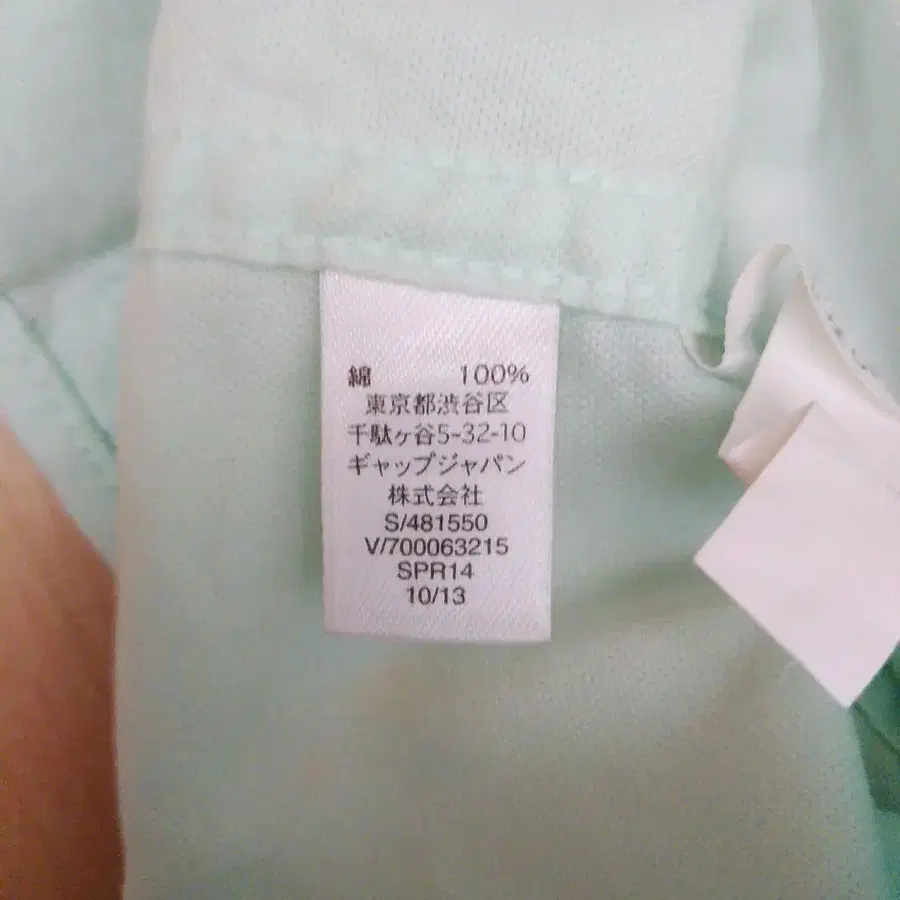 綿 100%
東京都渋谷区
千駄ヶ谷5-32-10
ギャップジャパン
株式会社
S/481550
V/700063215
SPR14
10/13